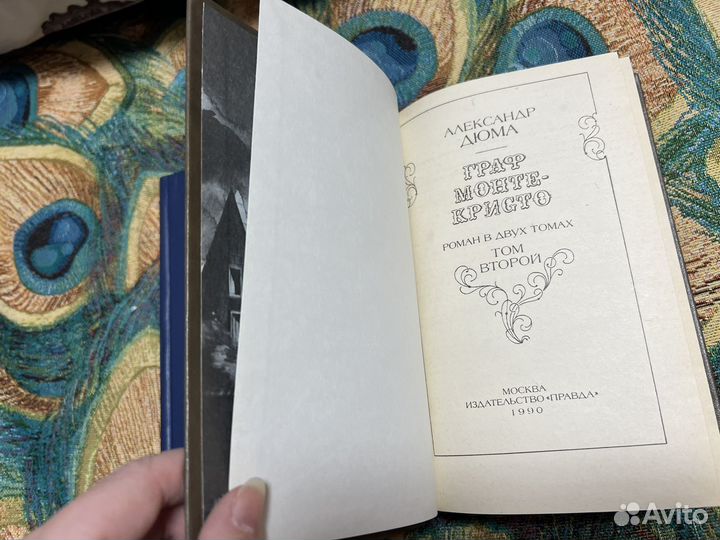 АЛЕКСАНДР
ДЮМА
ГРАФ
МОНТЕ-
КРИСТО
РОМАН В ДВУХ ТОМАХ
ТОМ
ВТОРОЙ
МОСКВА
ИЗДАТЕЛЬСТВО «ПРАВДА»
1990
Avito